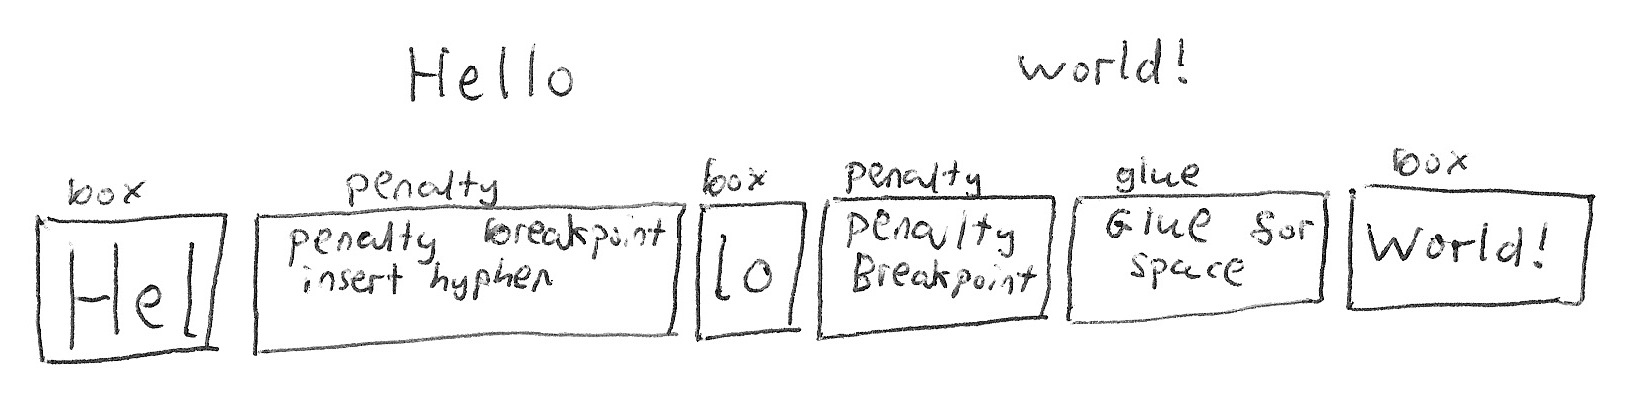 Hello world!
box penalty box penalty glue box
Hel
penalty breakpoint
insert hyphen
lo
Penalty
Breakpoint
Glue for
space
World!